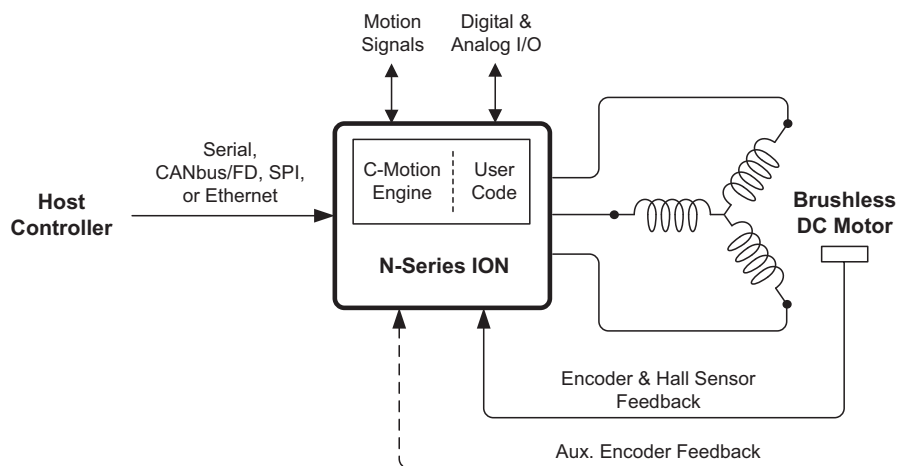 Motion
Signals
Digital &
Analog I/O
Serial,
CANbus/FD, SPI,
or Ethernet
Host
Controller
C-Motion
Engine
User
Code
N-Series ION
Brushless
DC Motor
Encoder & Hall Sensor
Feedback
Aux. Encoder Feedback